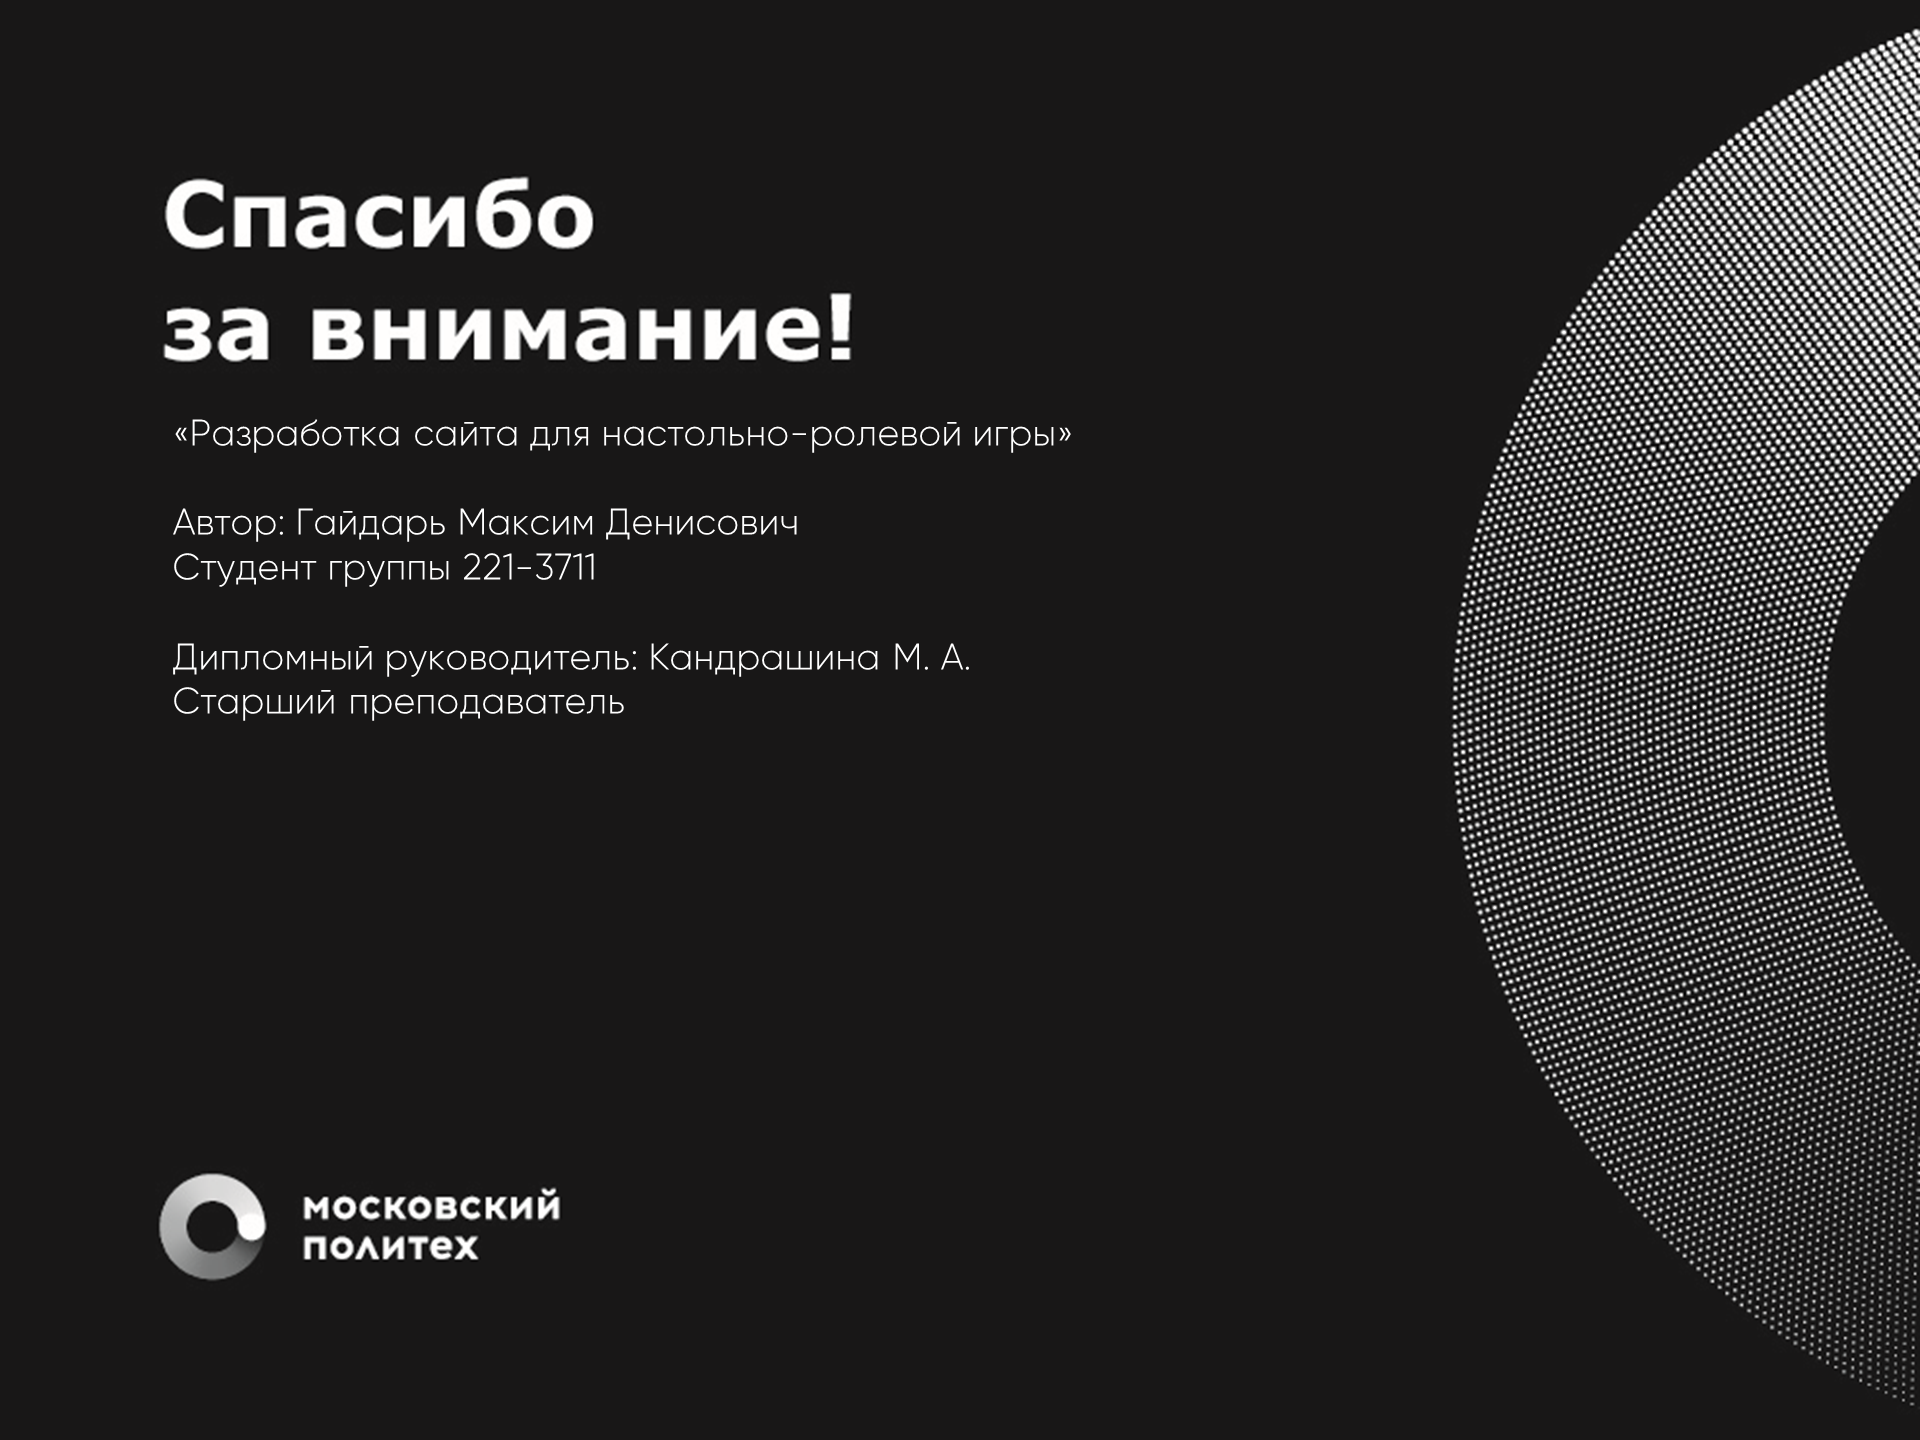 Спасибо
за внимание!
«Разработка сайта для настольно-ролевой игры»
Автор: Гайдарь Максим Денисович
Студент группы 221-3711
Дипломный руководитель: Кандрашина М. А.
Старший преподаватель
московский
политех